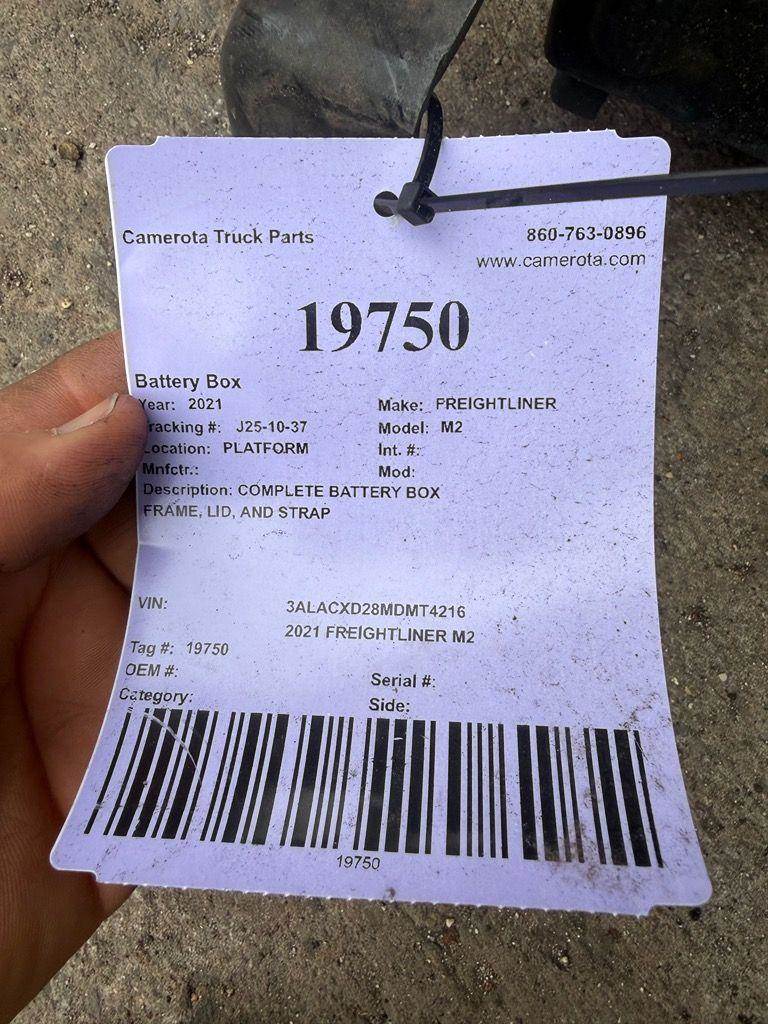 Camerota Truck Parts
860-763-0896
www.camerota.com
19750
Battery Box
Year: 2021 Make: FREIGHTLINER
racking #: J25-10-37 Model: M2
Location: PLATFORM Int. #:
Mnfctr.: Mod:
Description: COMPLETE BATTERY BOX
FRAME, LID, AND STRAP
VIN: 3ALACXD28MDMT4216
2021 FREIGHTLINER M2
Tag #: 19750
OEM #: Serial #:
Category: Side:
19750